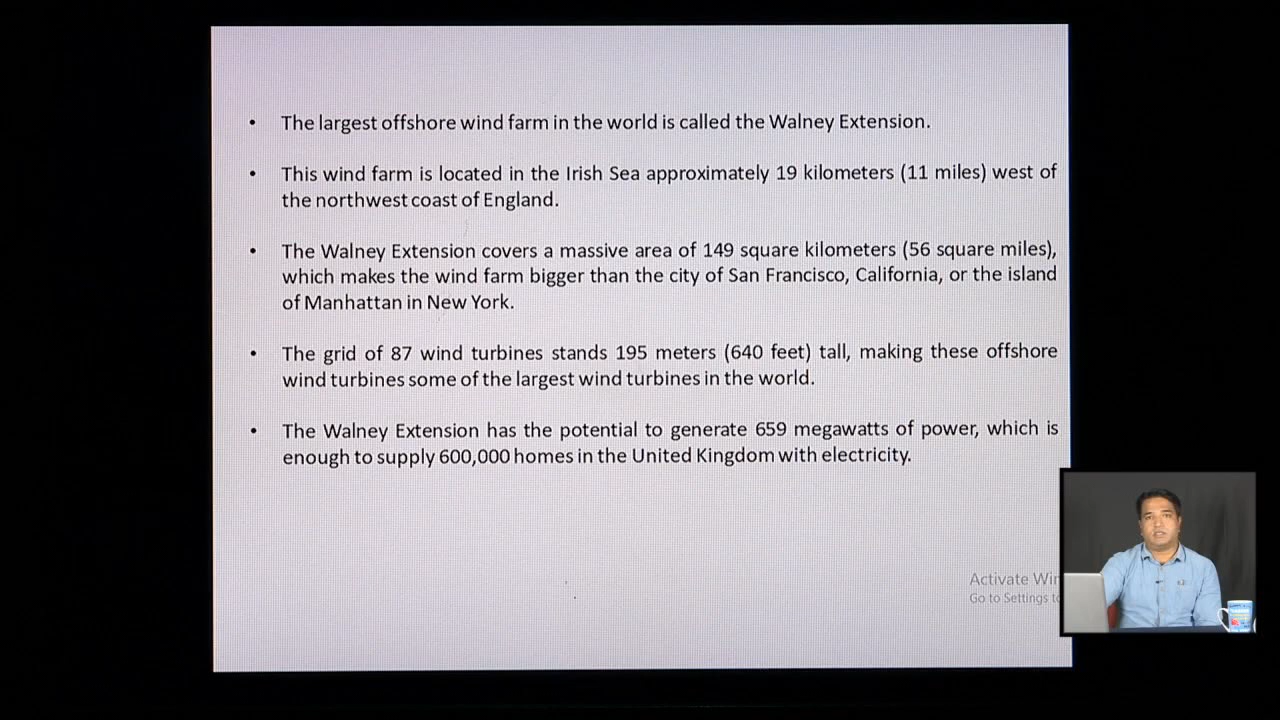 • The largest offshore wind farm in the world is called the Walney Extension.
• This wind farm is located in the Irish Sea approximately 19 kilometers (11 miles) west of
the northwest coast of England.
• The Walney Extension covers a massive area of 149 square kilometers (56 square miles),
which makes the wind farm bigger than the city of San Francisco, California, or the island
of Manhattan in New York.
• The grid of 87 wind turbines stands 195 meters (640 feet) tall, making these offshore
wind turbines some of the largest wind turbines in the world.
• The Walney Extension has the potential to generate 659 megawatts of power, which is
enough to supply 600,000 homes in the United Kingdom with electricity.
Activate Win
Go to Settings to